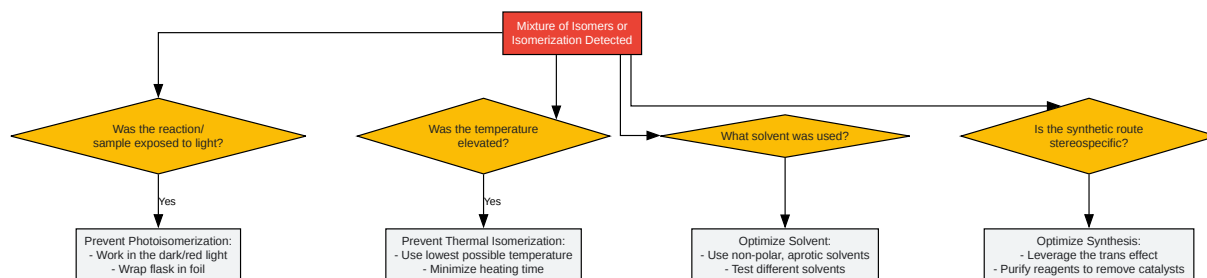 Mixture of Isomers or
Isomerization Detected
Was the reaction/
sample exposed to light?
Was the temperature
elevated?
What solvent was used?
Is the synthetic route
stereospecific?
Yes
Yes
Prevent Photoisomerization:
- Work in the dark/red light
- Wrap flask in foil
Prevent Thermal Isomerization:
- Use lowest possible temperature
- Minimize heating time
Optimize Solvent:
- Use non-polar, aprotic solvents
- Test different solvents
Optimize Synthesis:
- Leverage the trans effect
- Purify reagents to remove catalysts